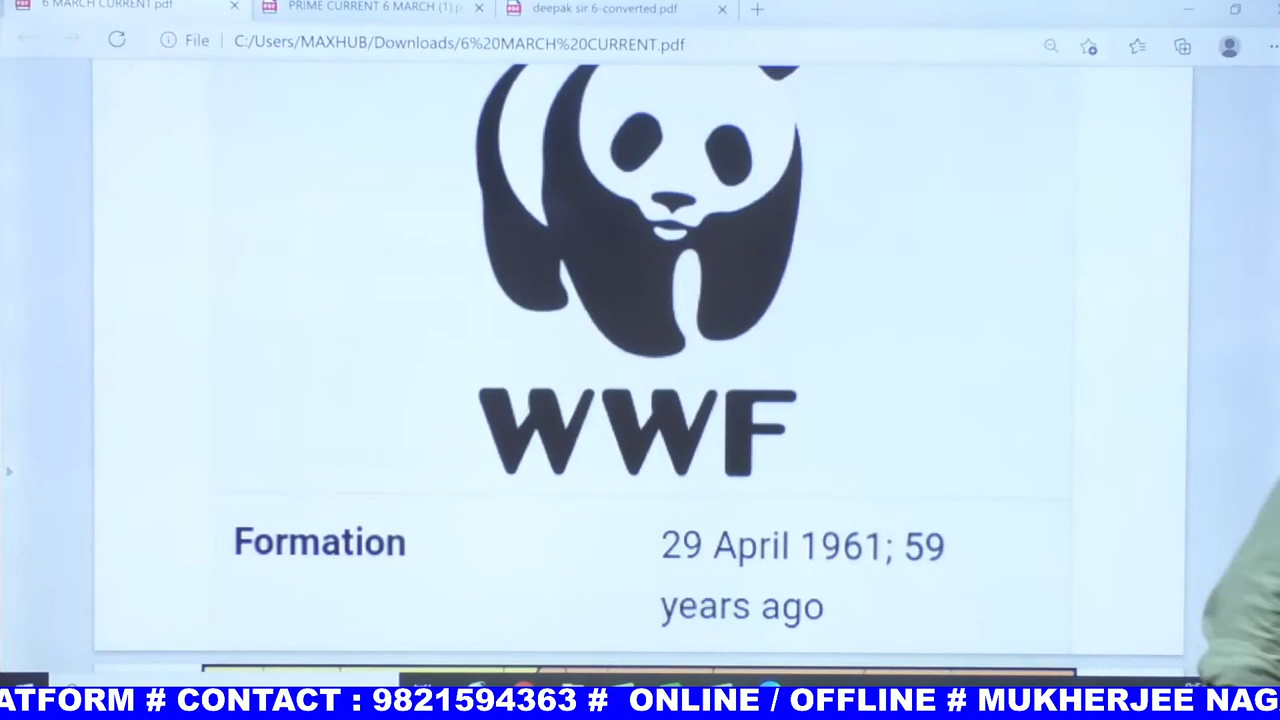 6 MARCH CURRENT.pdf
PRIME CURRENT 6 MARCH (1) p
deepak sir 6-converted.pdf
File
C:/Users/MAXHUB/Downloads/6%20MARCH%20CURRENT.pdf
WWF
Formation
29 April 1961; 59
years ago
ATFORM # CONTACT : 9821594363 # ONLINE / OFFLINE # MUKHERJEE NAG